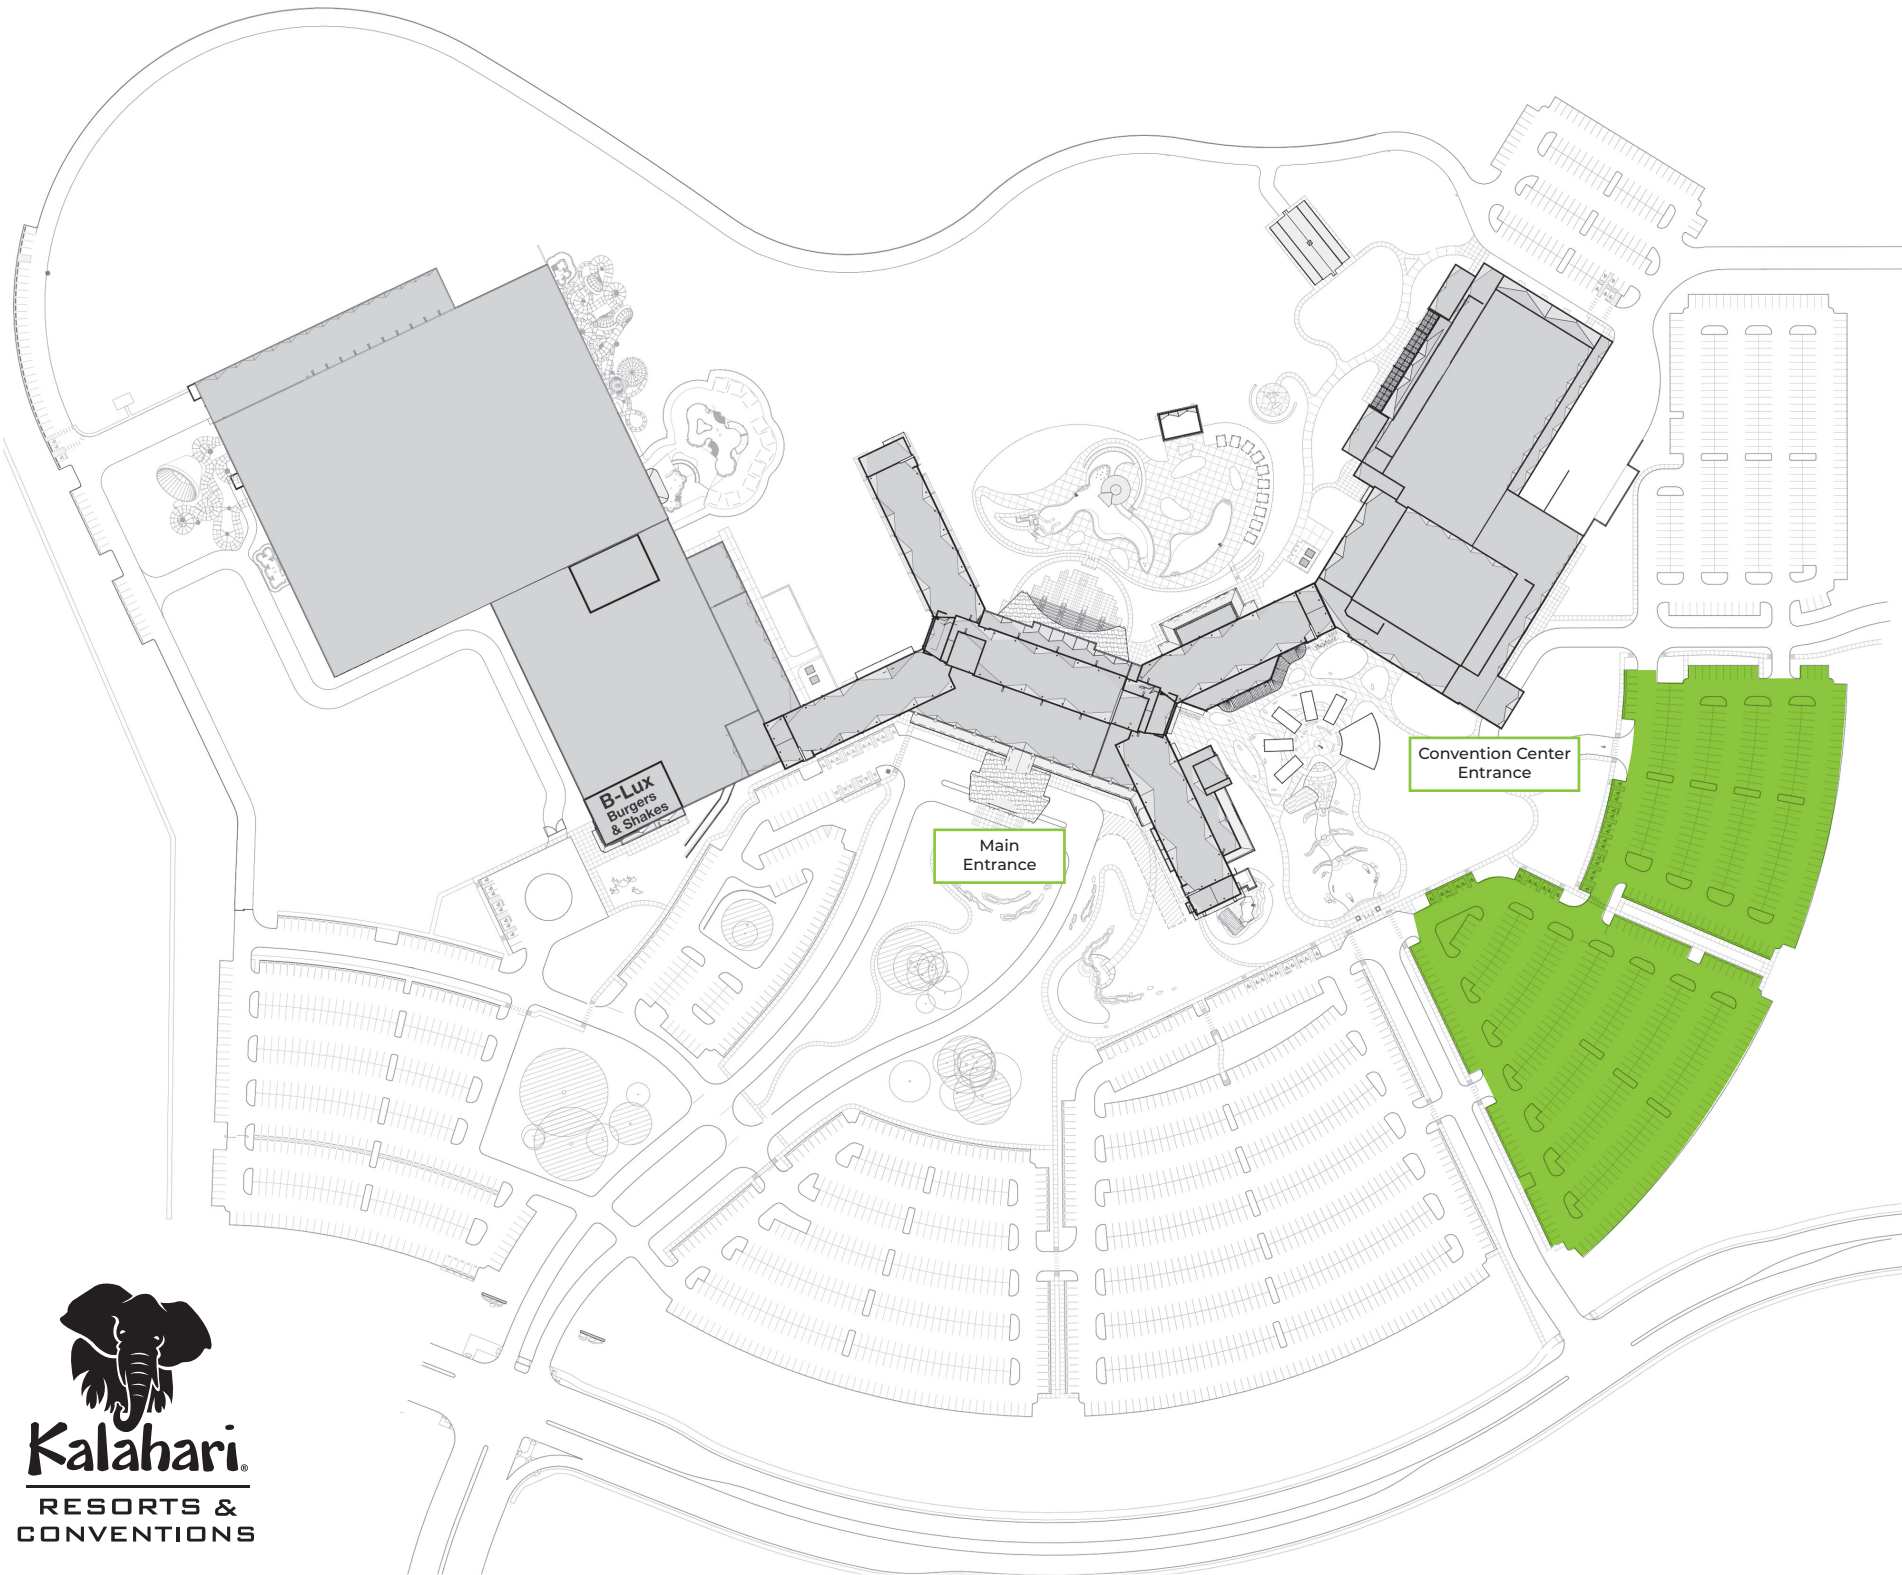 Convention Center
Entrance
B-Lux
Burgers
& Shakes
Main
Entrance
Kalahari®
RESORTS &
CONVENTIONS